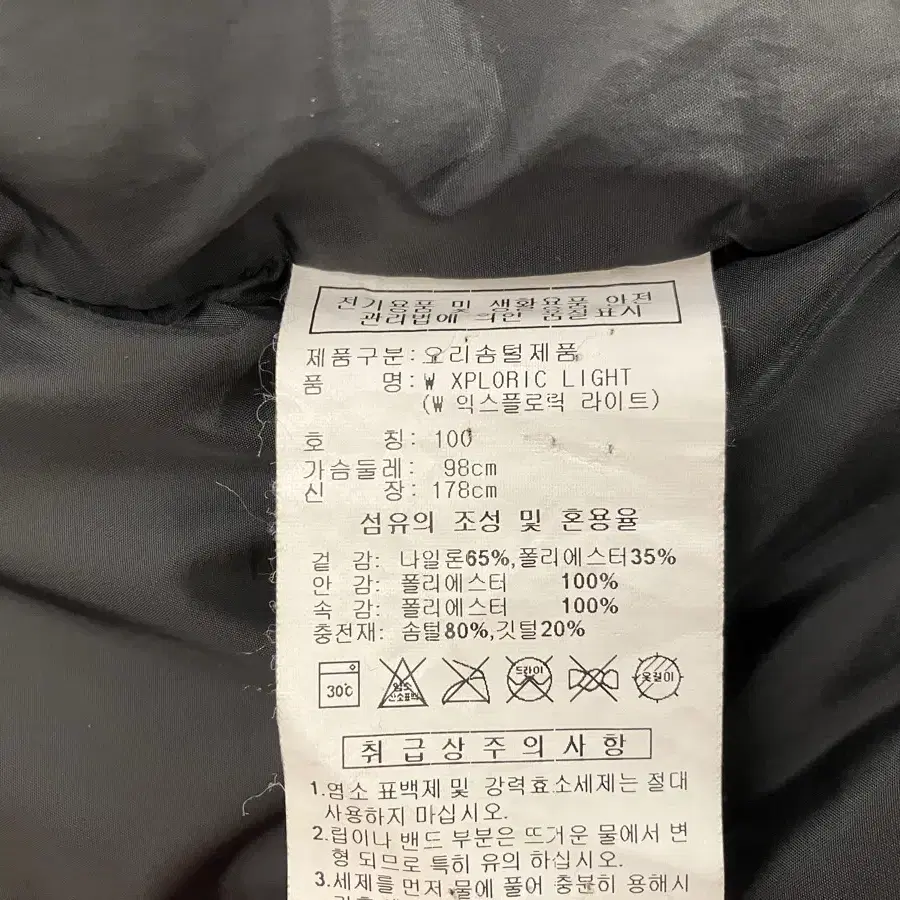 전기용품 및 생활용품 안전
관리법에 의한 품질표시
제품구분: 오리솜털제품
품 명: W XPLORIC LIGHT
(W 익스플로릭 라이트)
호 칭: 100
가슴둘레: 98cm
신 장: 178cm
섬유의 조성 및 혼용율
겉 감: 나일론65%,폴리에스터35%
안 감: 폴리에스터 100%
속 감: 폴리에스터 100%
충전재: 솜털80%,깃털20%
30℃ 염소 산소표백 드라이 옷걸이
취급상주의사항
1.염소 표백제 및 강력효소세제는 절대
사용하지 마십시오.
2.립이나 밴드 부분은 뜨거운 물에서 변
형 되므로 특히 유의 하십시오.
3.세제를 먼저 물에 풀어 충분히 용해시